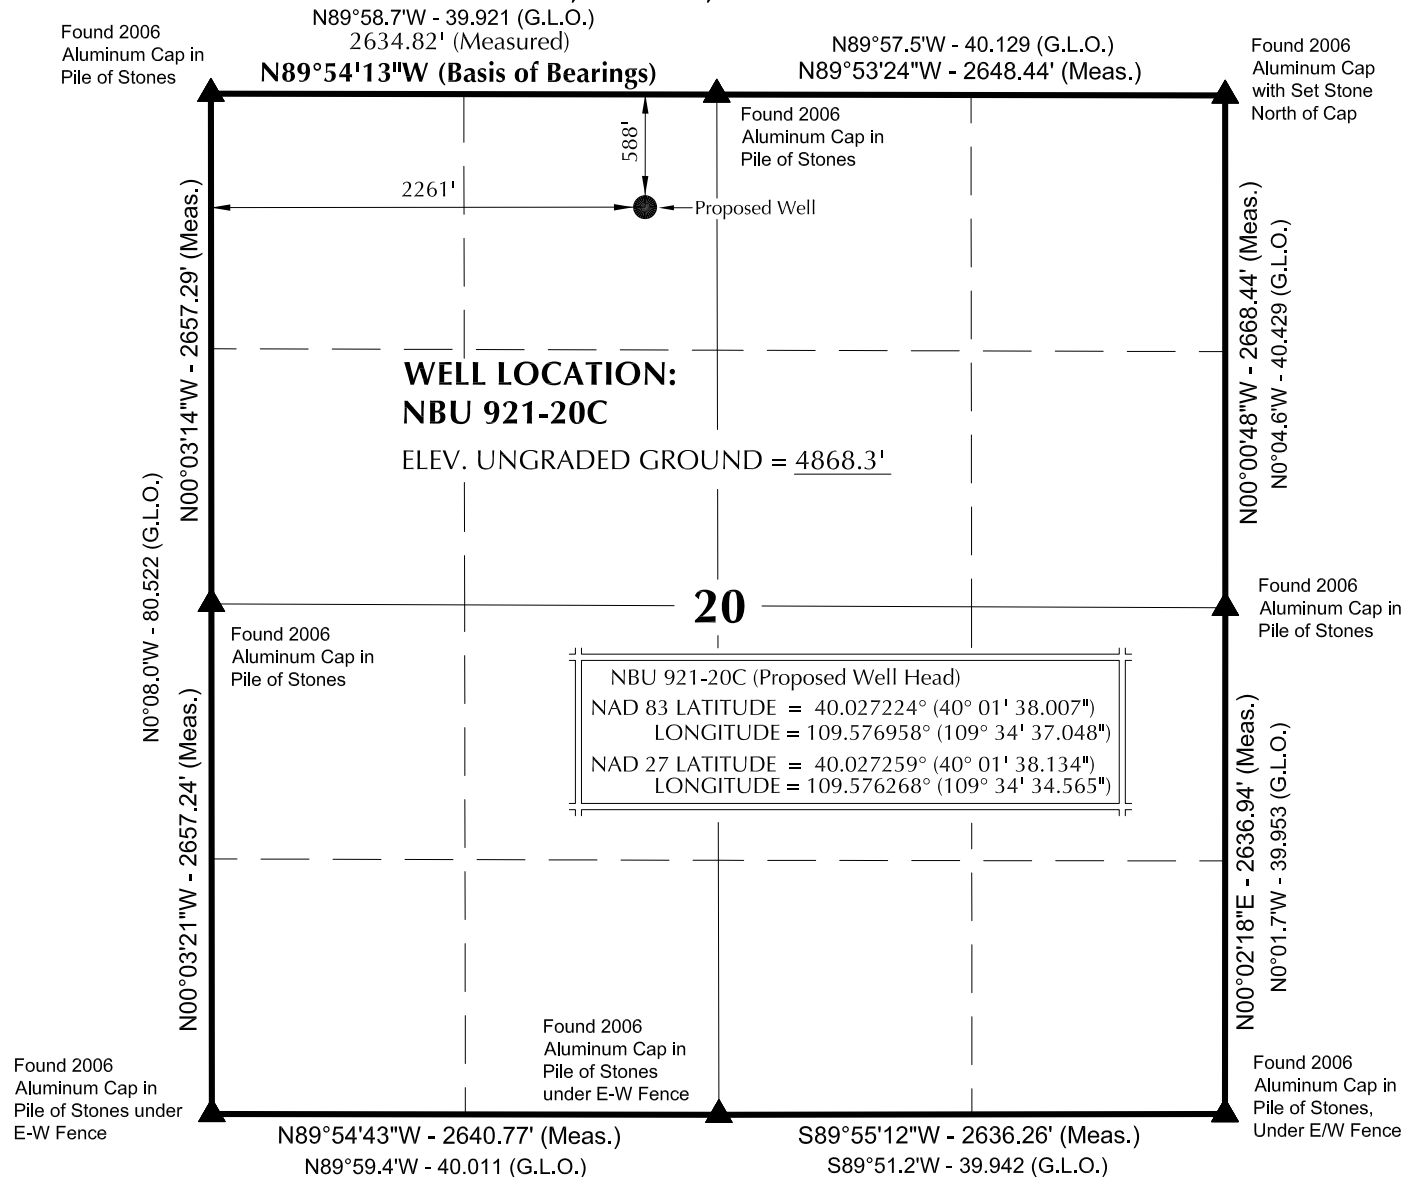 N89°58.7'W - 39.921 (G.L.O.)
2634.82' (Measured)
N89°54'13"W (Basis of Bearings)
N89°57.5'W - 40.129 (G.L.O.)
N89°53'24"W - 2648.44' (Meas.)
Found 2006
Aluminum Cap in
Pile of Stones
Found 2006
Aluminum Cap
with Set Stone
North of Cap
Found 2006
Aluminum Cap in
Pile of Stones
588'
2261'
Proposed Well
N00°03'14"W - 2657.29' (Meas.)
N00°00'48"W - 2668.44' (Meas.)
N0°04.6'W - 40.429 (G.L.O.)
WELL LOCATION:
NBU 921-20C
ELEV. UNGRADED GROUND = 4868.3'
N0°08.0'W - 80.522 (G.L.O.)
20
Found 2006
Aluminum Cap in
Pile of Stones
Found 2006
Aluminum Cap in
Pile of Stones
NBU 921-20C (Proposed Well Head)
NAD 83 LATITUDE = 40.027224° (40° 01' 38.007")
LONGITUDE = 109.576958° (109° 34' 37.048")
NAD 27 LATITUDE = 40.027259° (40° 01' 38.134")
LONGITUDE = 109.576268° (109° 34' 34.565")
N00°03'21"W - 2657.24' (Meas.)
N00°02'18"E - 2636.94' (Meas.)
N0°01.7'W - 39.953 (G.L.O.)
Found 2006
Aluminum Cap in
Pile of Stones under
E-W Fence
Found 2006
Aluminum Cap in
Pile of Stones
under E-W Fence
Found 2006
Aluminum Cap in
Pile of Stones,
Under E/W Fence
N89°54'43"W - 2640.77' (Meas.)
N89°59.4'W - 40.011 (G.L.O.)
S89°55'12"W - 2636.26' (Meas.)
S89°51.2'W - 39.942 (G.L.O.)